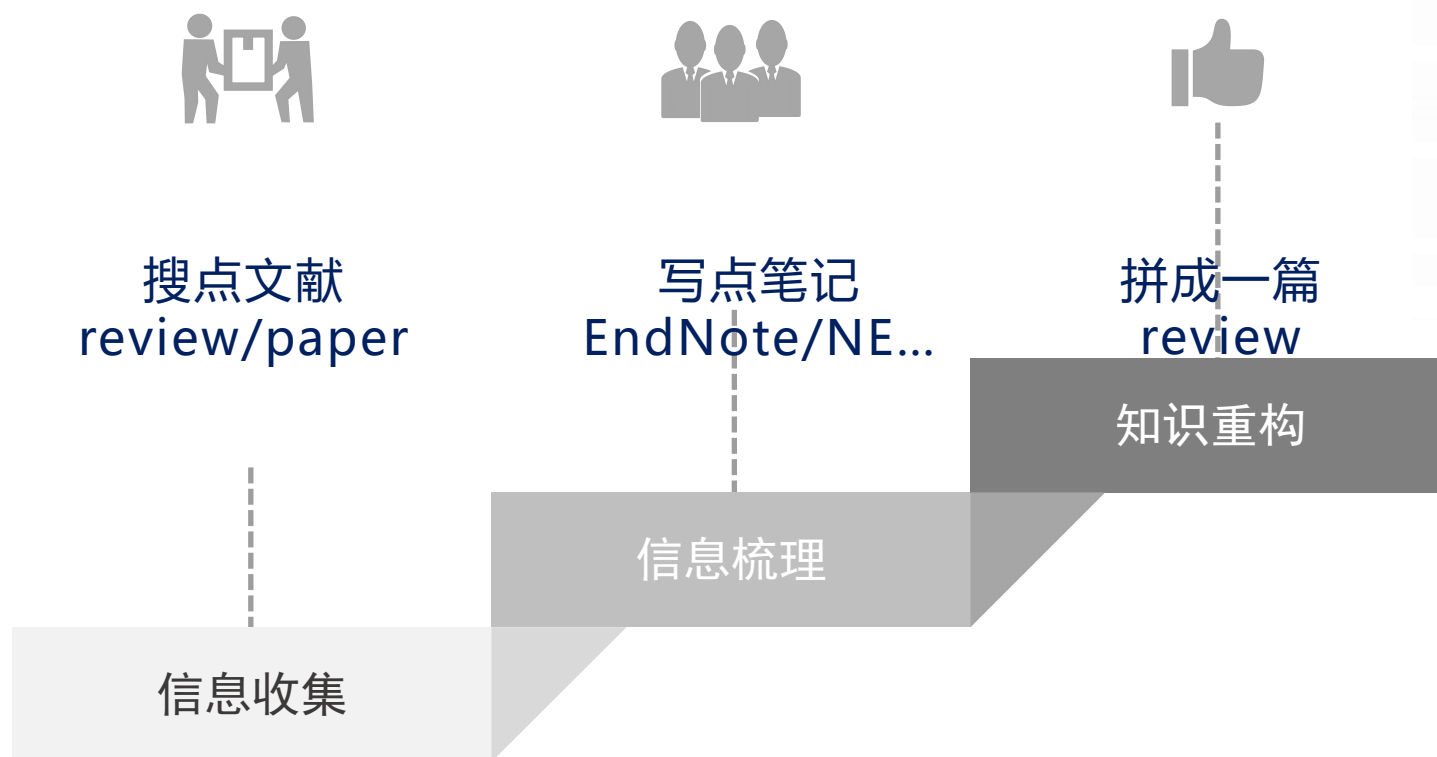 搜点文献
review/paper
写点笔记
EndNote/NE...
拼成一篇
review
知识重构
信息梳理
信息收集